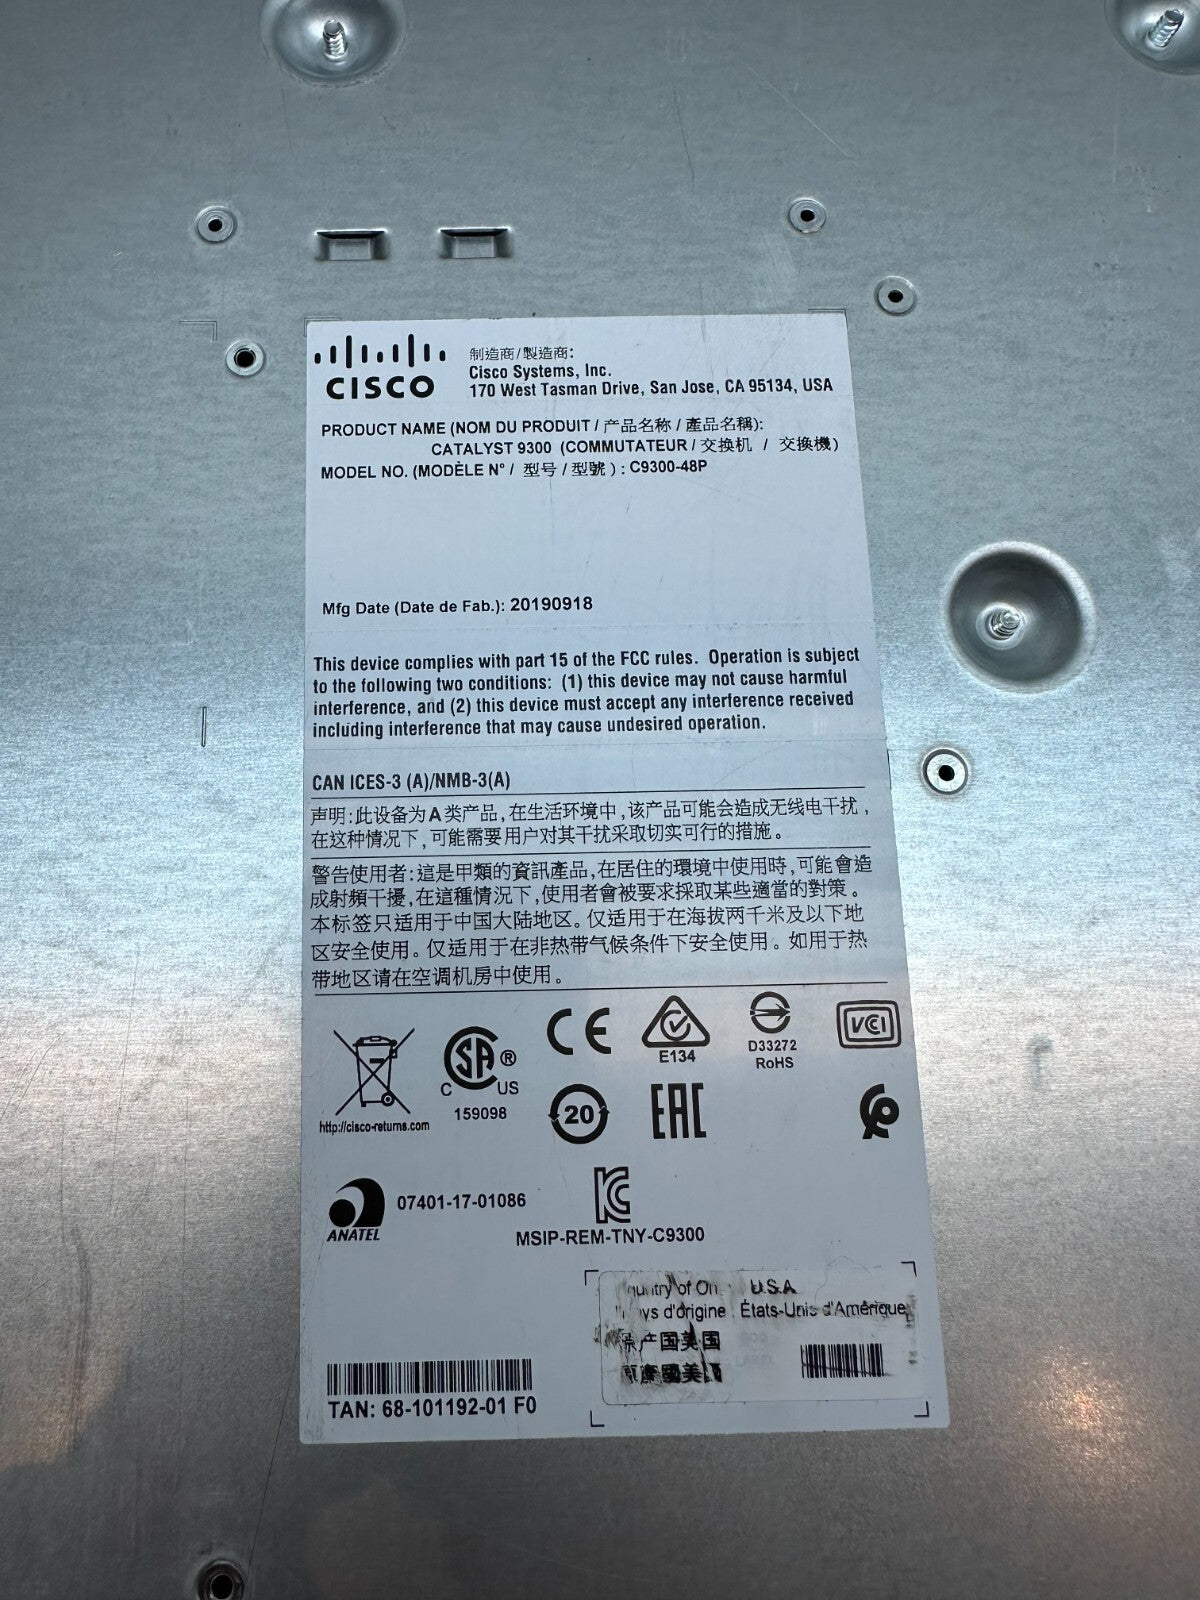 CISCO
制造商/製造商:
Cisco Systems, Inc.
170 West Tasman Drive, San Jose, CA 95134, USA
PRODUCT NAME (NOM DU PRODUIT / 产品名称 / 產品名稱):
CATALYST 9300 (COMMUTATEUR / 交换机 / 交換機)
MODEL NO. (MODÈLE N° / 型号 / 型號 ) : C9300-48P
Mfg Date (Date de Fab.): 20190918
This device complies with part 15 of the FCC rules. Operation is subject
to the following two conditions: (1) this device may not cause harmful
interference, and (2) this device must accept any interference received
including interference that may cause undesired operation.
CAN ICES-3 (A)/NMB-3(A)
声明:此设备为A类产品,在生活环境中,该产品可能会造成无线电干扰,
在这种情况下,可能需要用户对其干扰采取切实可行的措施。
警告使用者:這是甲類的資訊產品,在居住的環境中使用時,可能會造
成射頻干擾,在這種情況下,使用者會被要求採取某些適當的對策。
本标签只适用于中国大陆地区。仅适用于在海拔两千米及以下地
区安全使用。仅适用于在非热带气候条件下安全使用。如用于热
带地区请在空调机房中使用。
http://cisco-returns.com
SA ®
C US
159098
CE
E134
D33272
RoHS
VCI
20
EAC
ANATEL
07401-17-01086
KC
MSIP-REM-TNY-C9300
of U.S.A
d'origine : États-Unis d'Amérique
产国美国
美
TAN: 68-101192-01 F0